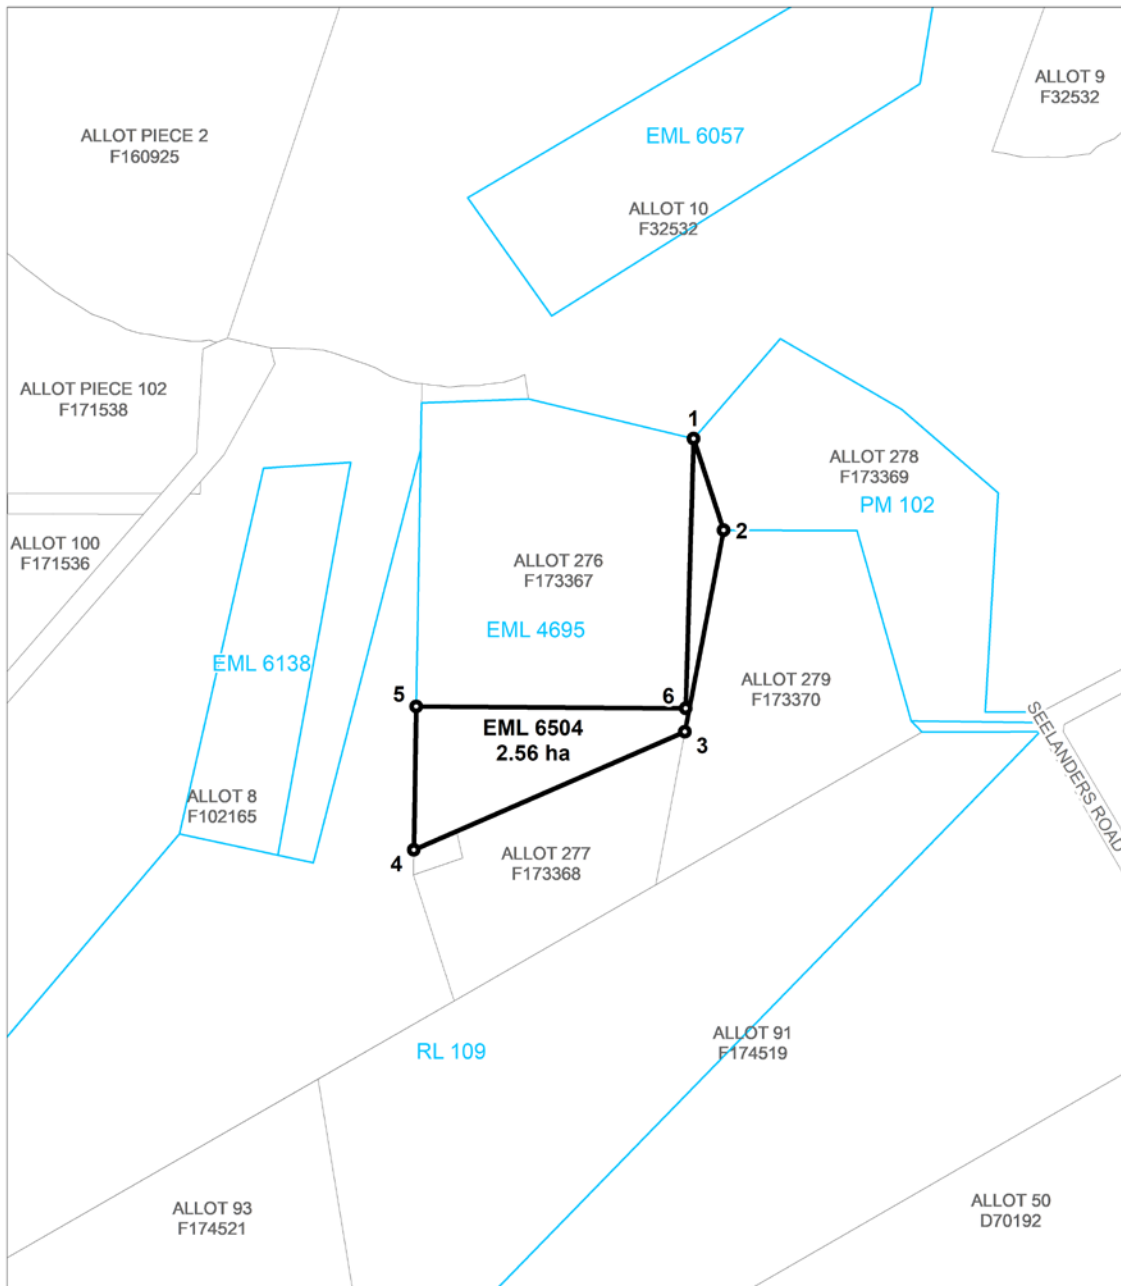 ALLOT 9
F32532
ALLOT PIECE 2
F160925
EML 6057
ALLOT 10
F32532
ALLOT PIECE 102
F171538
1
ALLOT 278
F173369
PM 102
2
ALLOT 100
F171536
ALLOT 276
F173367
EML 4695
EML 6138
ALLOT 279
F173370
5
6
EML 6504
2.56 ha
3
SEELANDERS ROAD
ALLOT 8
F102165
4
ALLOT 277
F173368
RL 109
ALLOT 91
F174519
ALLOT 93
F174521
ALLOT 50
D70192